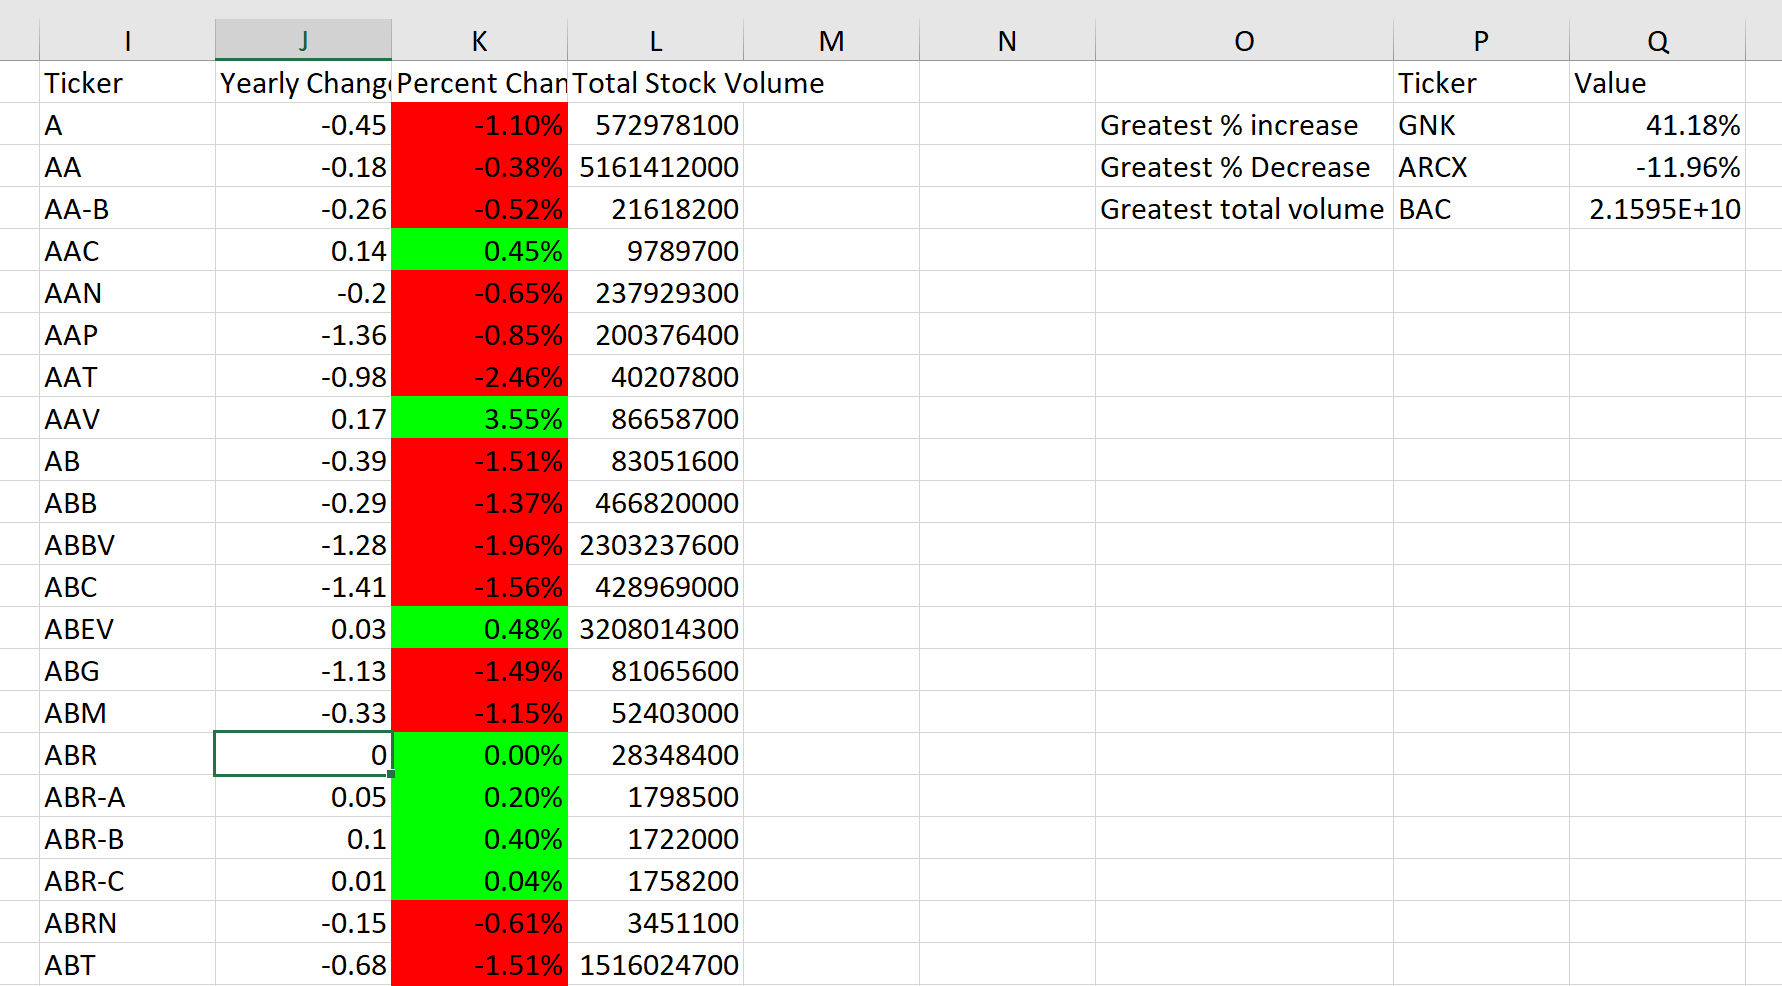 I J K L M N O P Q
Ticker Yearly Change Percent Chan Total Stock Volume Ticker Value
A -0.45 -1.10% 572978100 Greatest % increase GNK 41.18%
AA -0.18 -0.38% 5161412000 Greatest % Decrease ARCX -11.96%
AA-B -0.26 -0.52% 21618200 Greatest total volume BAC 2.1595E+10
AAC 0.14 0.45% 9789700
AAN -0.2 -0.65% 237929300
AAP -1.36 -0.85% 200376400
AAT -0.98 -2.46% 40207800
AAV 0.17 3.55% 86658700
AB -0.39 -1.51% 83051600
ABB -0.29 -1.37% 466820000
ABBV -1.28 -1.96% 2303237600
ABC -1.41 -1.56% 428969000
ABEV 0.03 0.48% 3208014300
ABG -1.13 -1.49% 81065600
ABM -0.33 -1.15% 52403000
ABR 0 0.00% 28348400
ABR-A 0.05 0.20% 1798500
ABR-B 0.1 0.40% 1722000
ABR-C 0.01 0.04% 1758200
ABRN -0.15 -0.61% 3451100
ABT -0.68 -1.51% 1516024700